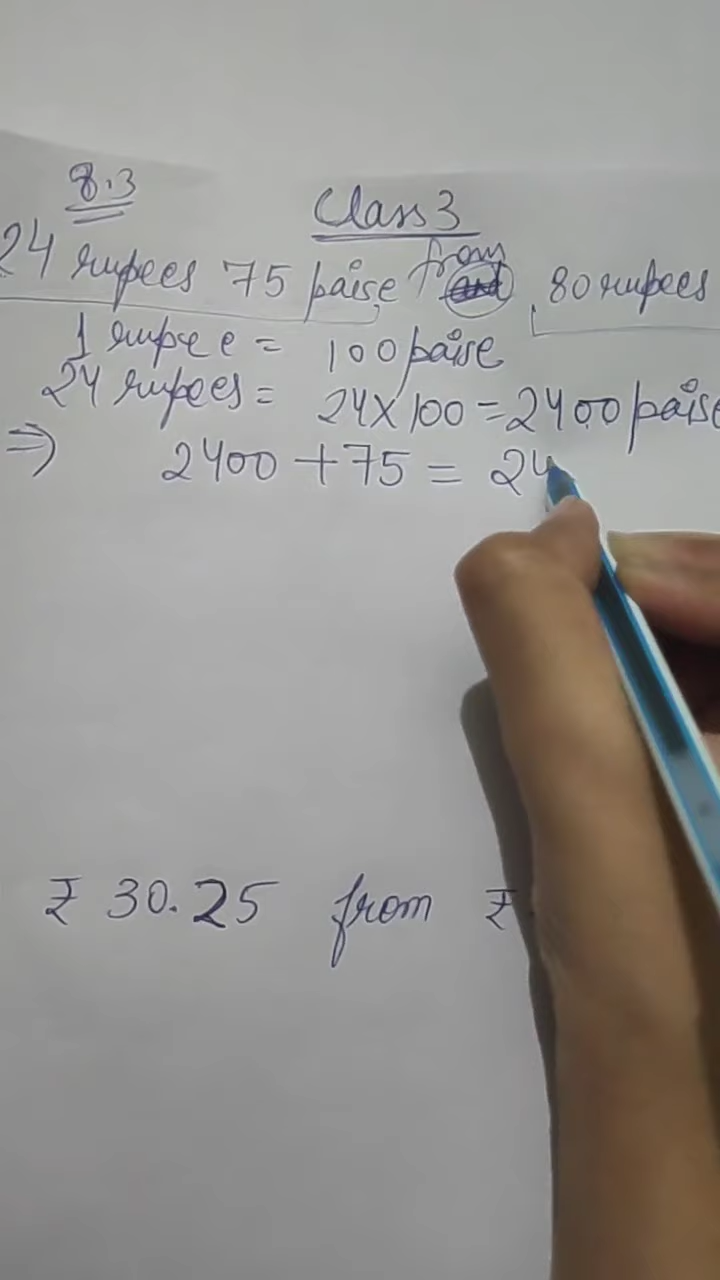 8.3
Class 3
24 rupees 75 paise from 80 rupees
1 rupee = 100 paise
24 rupees = 24 X 100 = 2400 paise
⇒ 2400 + 75 = 24
₹ 30.25 from ₹